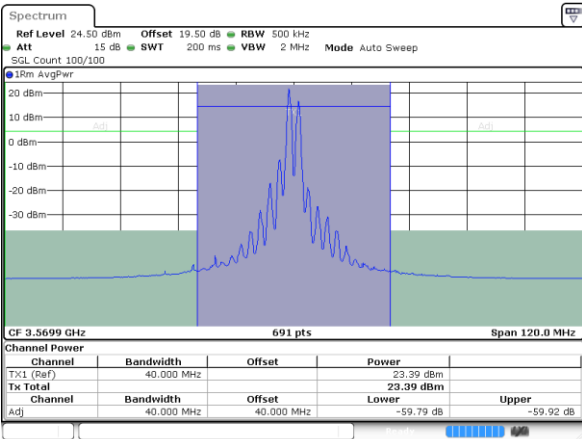 Spectrum
Ref Level 24.50 dBm Offset 19.50 dB RBW 500 kHz
Att 15 dB SWT 200 ms VBW 2 MHz Mode Auto Sweep
SGL Count 100/100
1Rm AvgPwr
20 dBm
10 dBm
Adj Adj
0 dBm
-10 dBm
-20 dBm
-30 dBm
CF 3.5699 GHz 691 pts Span 120.0 MHz
Channel Power
Channel Bandwidth Offset Power
TX1 (Ref) 40.000 MHz 23.39 dBm
Tx Total 23.39 dBm
Channel Bandwidth Offset Lower Upper
Adj 40.000 MHz 40.000 MHz -59.79 dB -59.92 dB